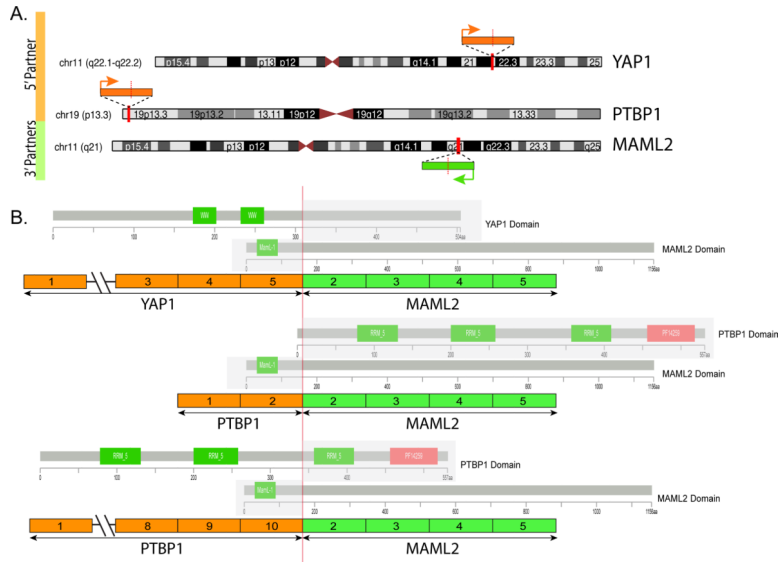 A.
5'Partner
3'Partners
chr11 (q22.1-q22.2) p15.4 p13 p12 q14.1 21 22.3 23.3 25 YAP1
chr19 (p13.3) 19p13.3 19p13.2 13.11 19p12 19q12 19q13.2 13.33 PTBP1
chr11 (q21) p15.4 p13 p12 q14.1 q22.3 23.3 q25 MAML2
B.
WW WW
0 100 200 300 400 504aa YAP1 Domain
MamL-1 MAML2 Domain
0 200 400 600 800 1000 1156aa
1 3 4 5 2 3 4 5
YAP1 MAML2
RRM_5 RRM_5 RRM_5 PF14259
0 100 200 300 400 557aa PTBP1 Domain
MamL-1 MAML2 Domain
0 200 400 600 800 1000 1156aa
1 2 2 3 4 5
PTBP1 MAML2
RRM_5 RRM_5 RRM_5 PF14259
PTBP1 Domain
0 100 200 300 400 557aa
MamL-1 MAML2 Domain
0 200 400 600 800 1000 1156aa
1 8 9 10 2 3 4 5
PTBP1 MAML2